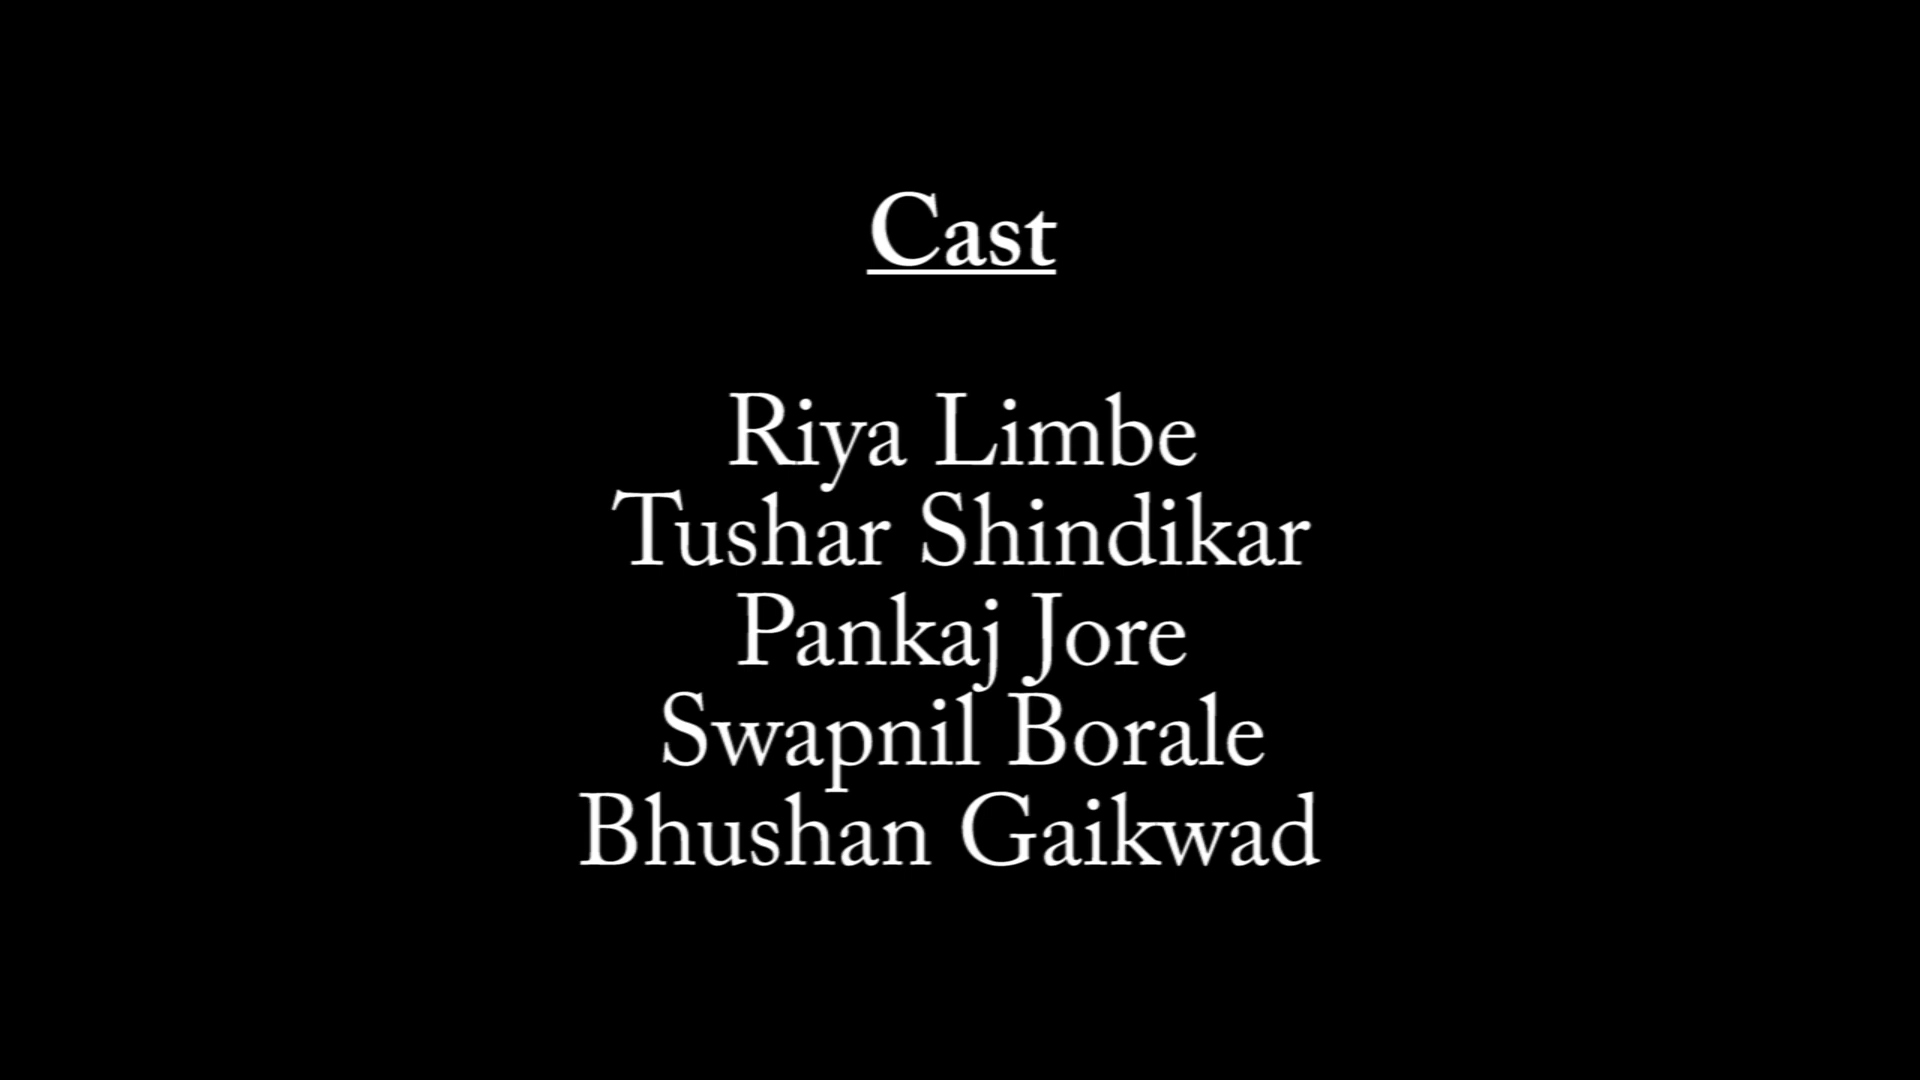 Cast
Riya Limbe
Tushar Shindikar
Pankaj Jore
Swapnil Borale
Bhushan Gaikwad